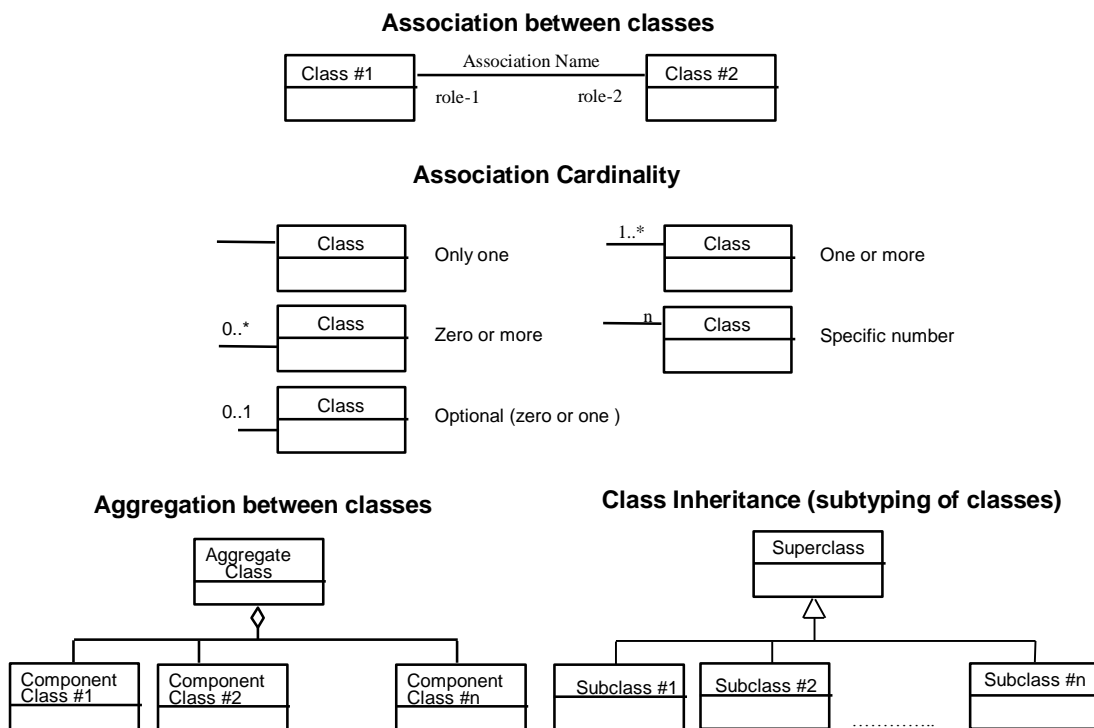 Association between classes
Class #1
Association Name
Class #2
role-1
role-2
Association Cardinality
Class
Only one
1..*
Class
One or more
0..*
Class
Zero or more
n
Class
Specific number
0..1
Class
Optional (zero or one )
Aggregation between classes
Class Inheritance (subtyping of classes)
Aggregate
Class
Superclass
Component
Class #1
Component
Class #2
Component
Class #n
Subclass #1
Subclass #2
…………..
Subclass #n